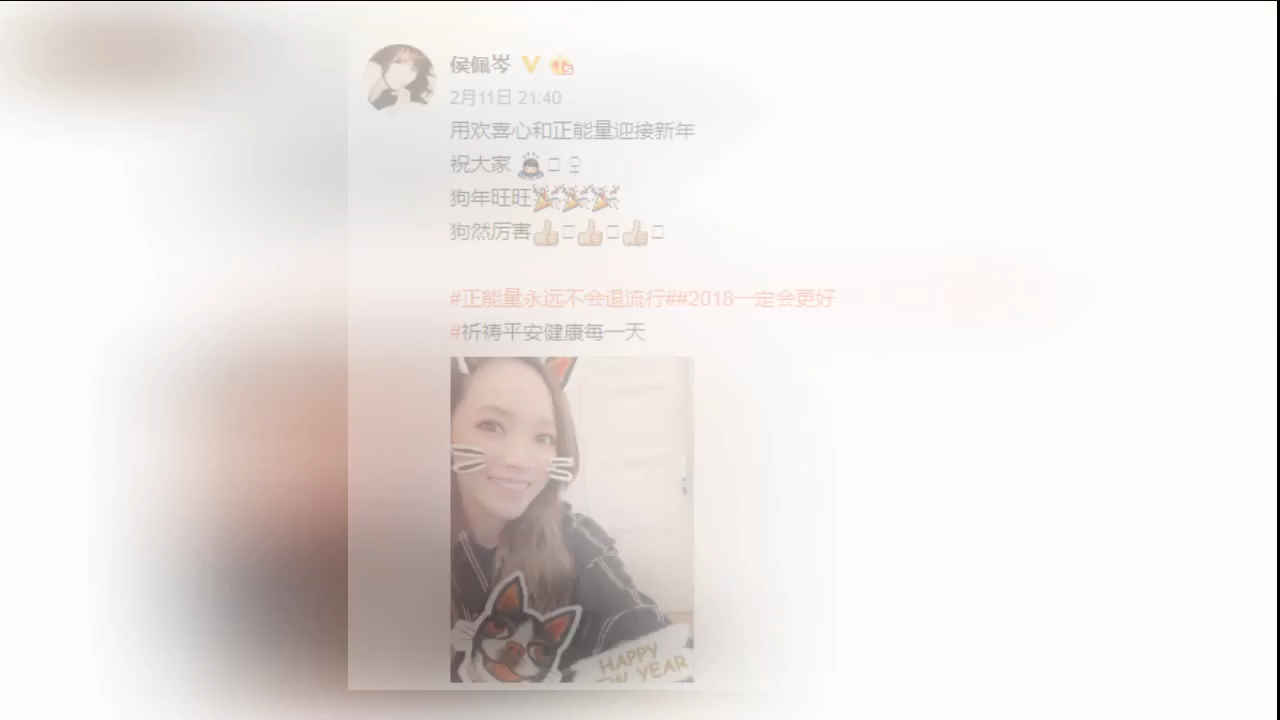 侯佩岑
2月11日 21:40
用欢喜心和正能量迎接新年
祝大家
狗年旺旺
狗然厉害
#正能量永远不会退流行##2018一定会更好
#祈祷平安健康每一天
HAPPY
YEAR